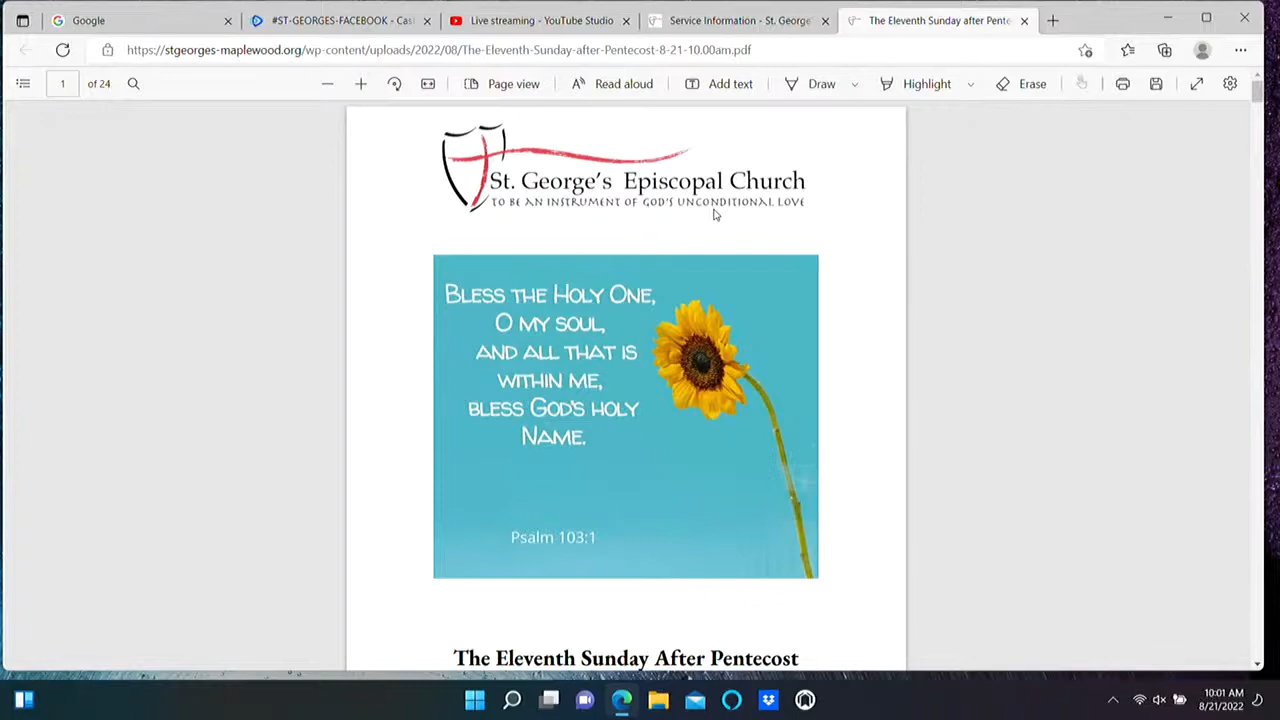 Google
#ST-GEORGES-FACEBOOK - Cas
Live streaming - YouTube Studio
Service Information - St. George'
The Eleventh Sunday after Pente
https://stgeorges-maplewood.org/wp-content/uploads/2022/08/The-Eleventh-Sunday-after-Pentecost-8-21-10.00am.pdf
1 of 24
Page view
Read aloud
Add text
Draw
Highlight
Erase
St. George's Episcopal Church
TO BE AN INSTRUMENT OF GOD'S UNCONDITIONAL LOVE
BLESS THE HOLY ONE,
O MY SOUL,
AND ALL THAT IS
WITHIN ME,
BLESS GOD'S HOLY
NAME.
Psalm 103:1
The Eleventh Sunday After Pentecost
10:01 AM
8/21/2022